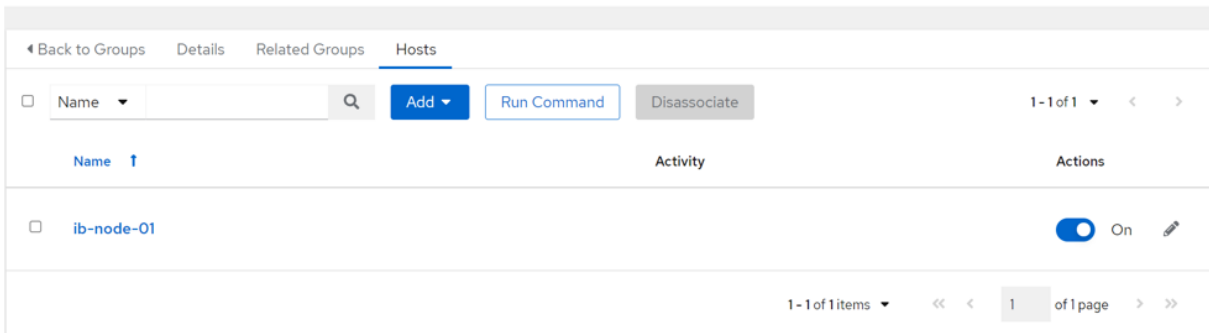 Back to Groups Details Related Groups Hosts
Name Add Run Command Disassociate 1 - 1 of 1
Name Activity Actions
ib-node-01 On
1 - 1 of 1 items 1 of 1 page